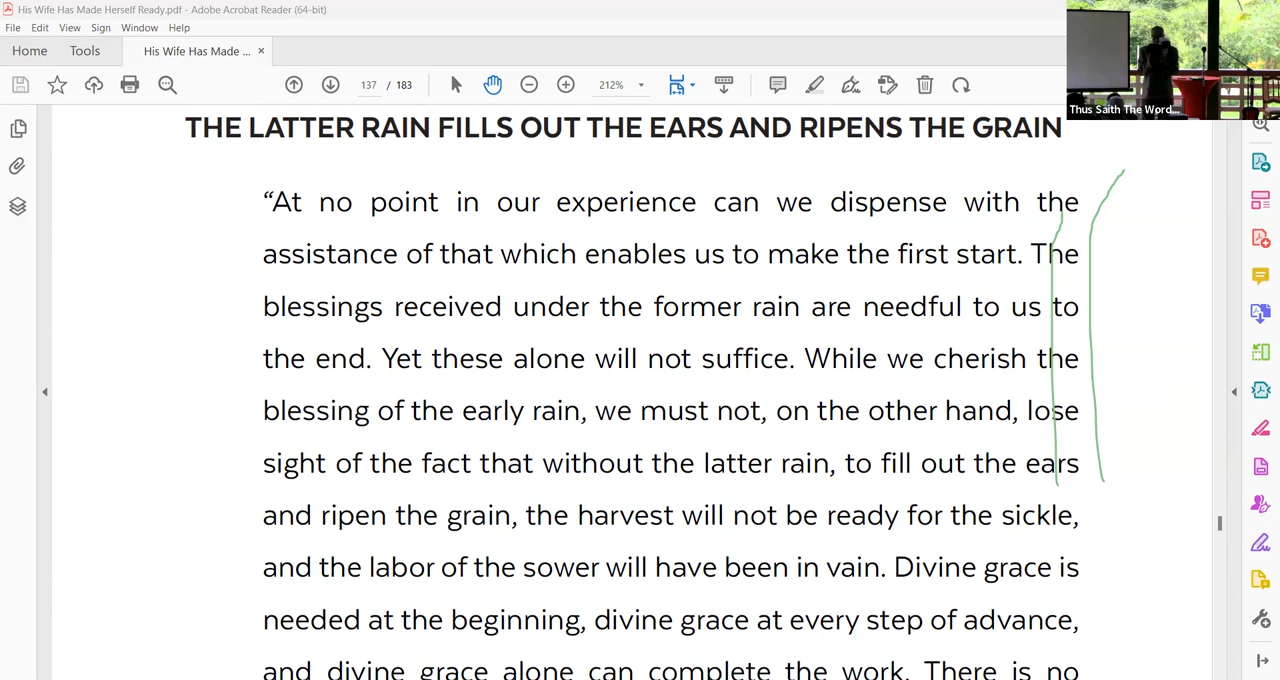 His Wife Has Made Herself Ready.pdf - Adobe Acrobat Reader (64-bit)
File Edit View Sign Window Help
Home Tools His Wife Has Made ... ×
137 / 183 212%
Thus Saith The Word...
THE LATTER RAIN FILLS OUT THE EARS AND RIPENS THE GRAIN
“At no point in our experience can we dispense with the
assistance of that which enables us to make the first start. The
blessings received under the former rain are needful to us to
the end. Yet these alone will not suffice. While we cherish the
blessing of the early rain, we must not, on the other hand, lose
sight of the fact that without the latter rain, to fill out the ears
and ripen the grain, the harvest will not be ready for the sickle,
and the labor of the sower will have been in vain. Divine grace is
needed at the beginning, divine grace at every step of advance,
and divine grace alone can complete the work. There is no